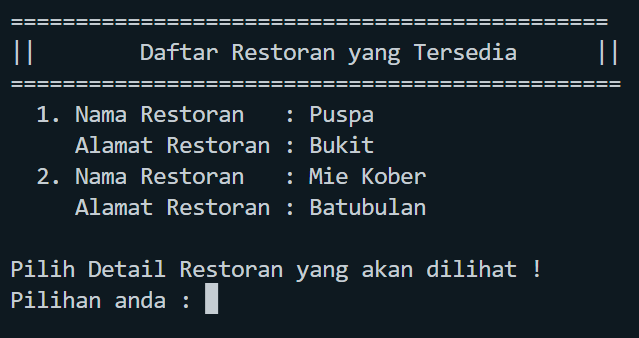 ==============================================
||        Daftar Restoran yang Tersedia      ||
===============================================
  1. Nama Restoran   : Puspa
     Alamat Restoran : Bukit
  2. Nama Restoran   : Mie Kober
     Alamat Restoran : Batubulan

Pilih Detail Restoran yang akan dilihat !
Pilihan anda :